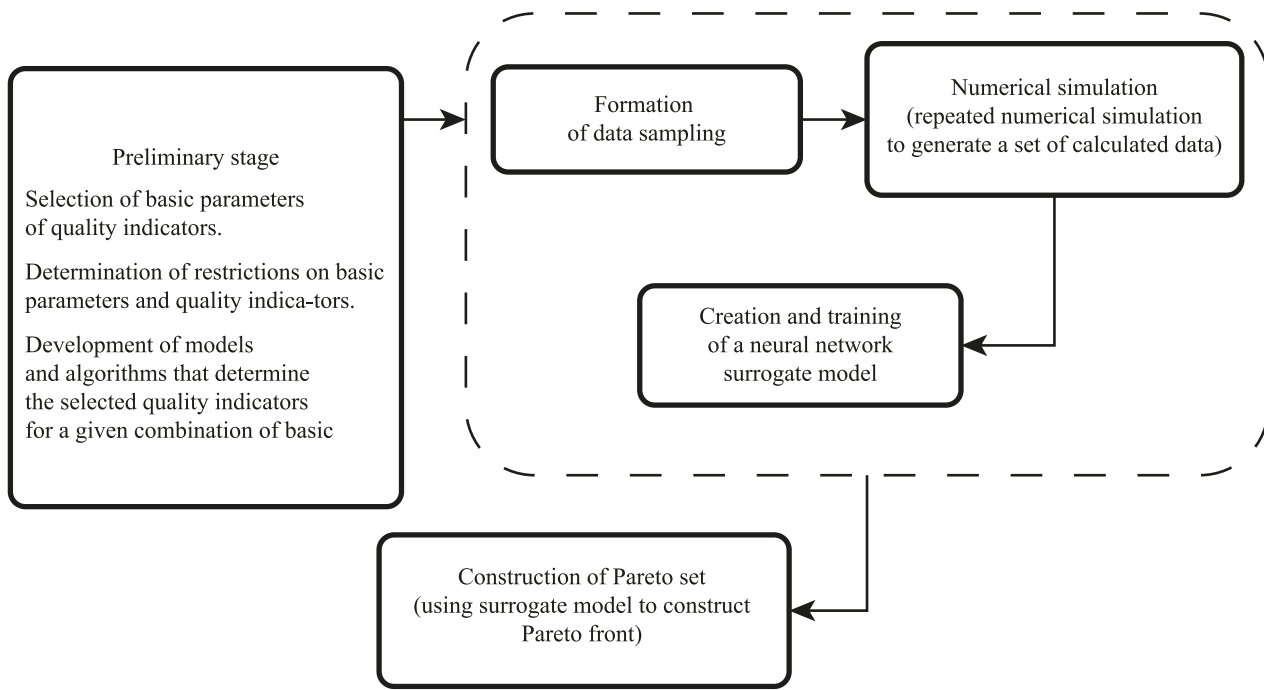 Preliminary stage
Selection of basic parameters
of quality indicators.
Determination of restrictions on basic
parameters and quality indica-tors.
Development of models
and algorithms that determine
the selected quality indicators
for a given combination of basic
Formation
of data sampling
Numerical simulation
(repeated numerical simulation
to generate a set of calculated data)
Creation and training
of a neural network
surrogate model
Construction of Pareto set
(using surrogate model to construct
Pareto front)